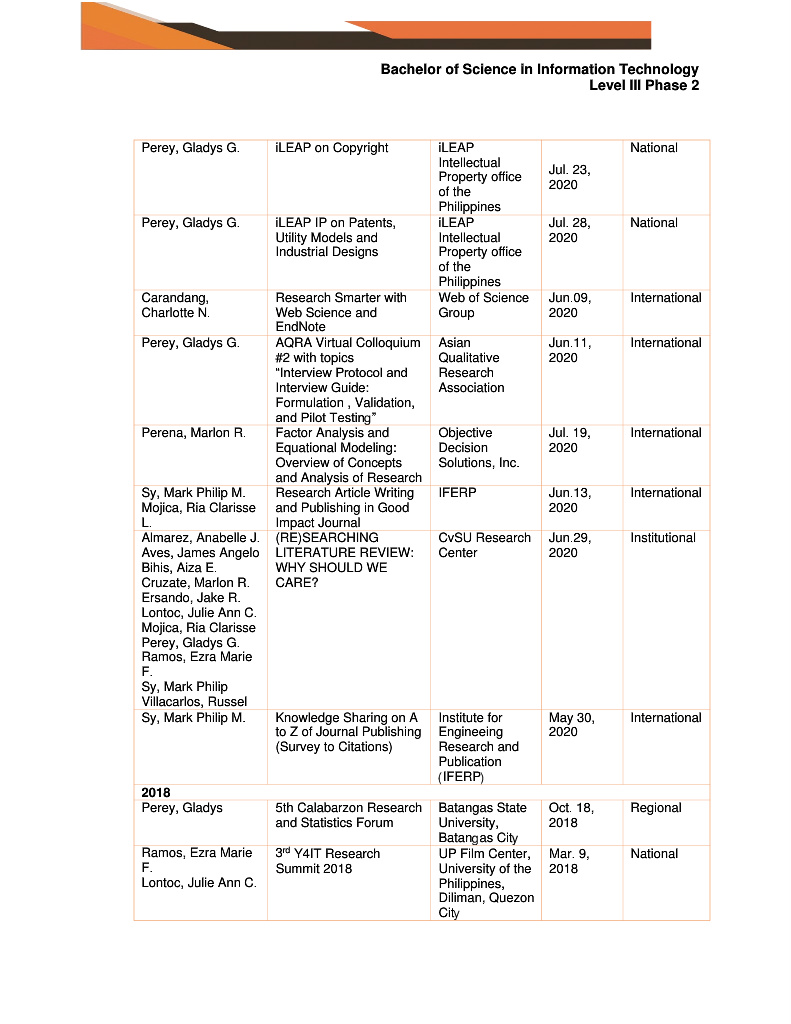 Bachelor of Science in Information Technology
Level III Phase 2
Perey, Gladys G.
iLEAP on Copyright
iLEAP
Intellectual
Property office
of the
Philippines
Jul. 23,
2020
National
Perey, Gladys G.
iLEAP IP on Patents,
Utility Models and
Industrial Designs
iLEAP
Intellectual
Property office
of the
Philippines
Jul. 28,
2020
National
Carandang,
Charlotte N.
Research Smarter with
Web Science and
EndNote
Web of Science
Group
Jun.09,
2020
International
Perey, Gladys G.
AQRA Virtual Colloquium
#2 with topics
“Interview Protocol and
Interview Guide:
Formulation , Validation,
and Pilot Testing”
Asian
Qualitative
Research
Association
Jun.11,
2020
International
Perena, Marlon R.
Factor Analysis and
Equational Modeling:
Overview of Concepts
and Analysis of Research
Objective
Decision
Solutions, Inc.
Jul. 19,
2020
International
Sy, Mark Philip M.
Mojica, Ria Clarisse
L.
Research Article Writing
and Publishing in Good
Impact Journal
IFERP
Jun.13,
2020
International
Almarez, Anabelle J.
Aves, James Angelo
Bihis, Aiza E.
Cruzate, Marlon R.
Ersando, Jake R.
Lontoc, Julie Ann C.
Mojica, Ria Clarisse
Perey, Gladys G.
Ramos, Ezra Marie
F.
Sy, Mark Philip
Villacarlos, Russel
(RE)SEARCHING
LITERATURE REVIEW:
WHY SHOULD WE
CARE?
CvSU Research
Center
Jun.29,
2020
Institutional
Sy, Mark Philip M.
Knowledge Sharing on A
to Z of Journal Publishing
(Survey to Citations)
Institute for
Engineeing
Research and
Publication
(IFERP)
May 30,
2020
International
2018
Perey, Gladys
5th Calabarzon Research
and Statistics Forum
Batangas State
University,
Batangas City
Oct. 18,
2018
Regional
Ramos, Ezra Marie
F.
Lontoc, Julie Ann C.
3rd Y4IT Research
Summit 2018
UP Film Center,
University of the
Philippines,
Diliman, Quezon
City
Mar. 9,
2018
National